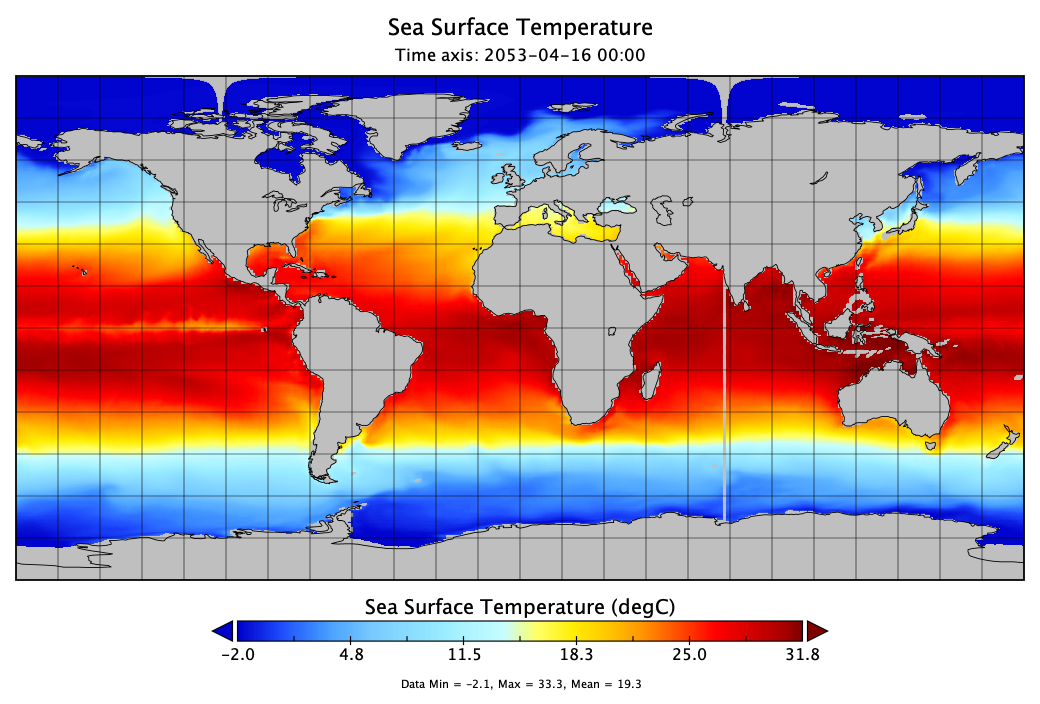 Sea Surface Temperature
Time axis: 2053-04-16 00:00
Sea Surface Temperature (degC)
-2.0 4.8 11.5 18.3 25.0 31.8
Data Min = -2.1, Max = 33.3, Mean = 19.3